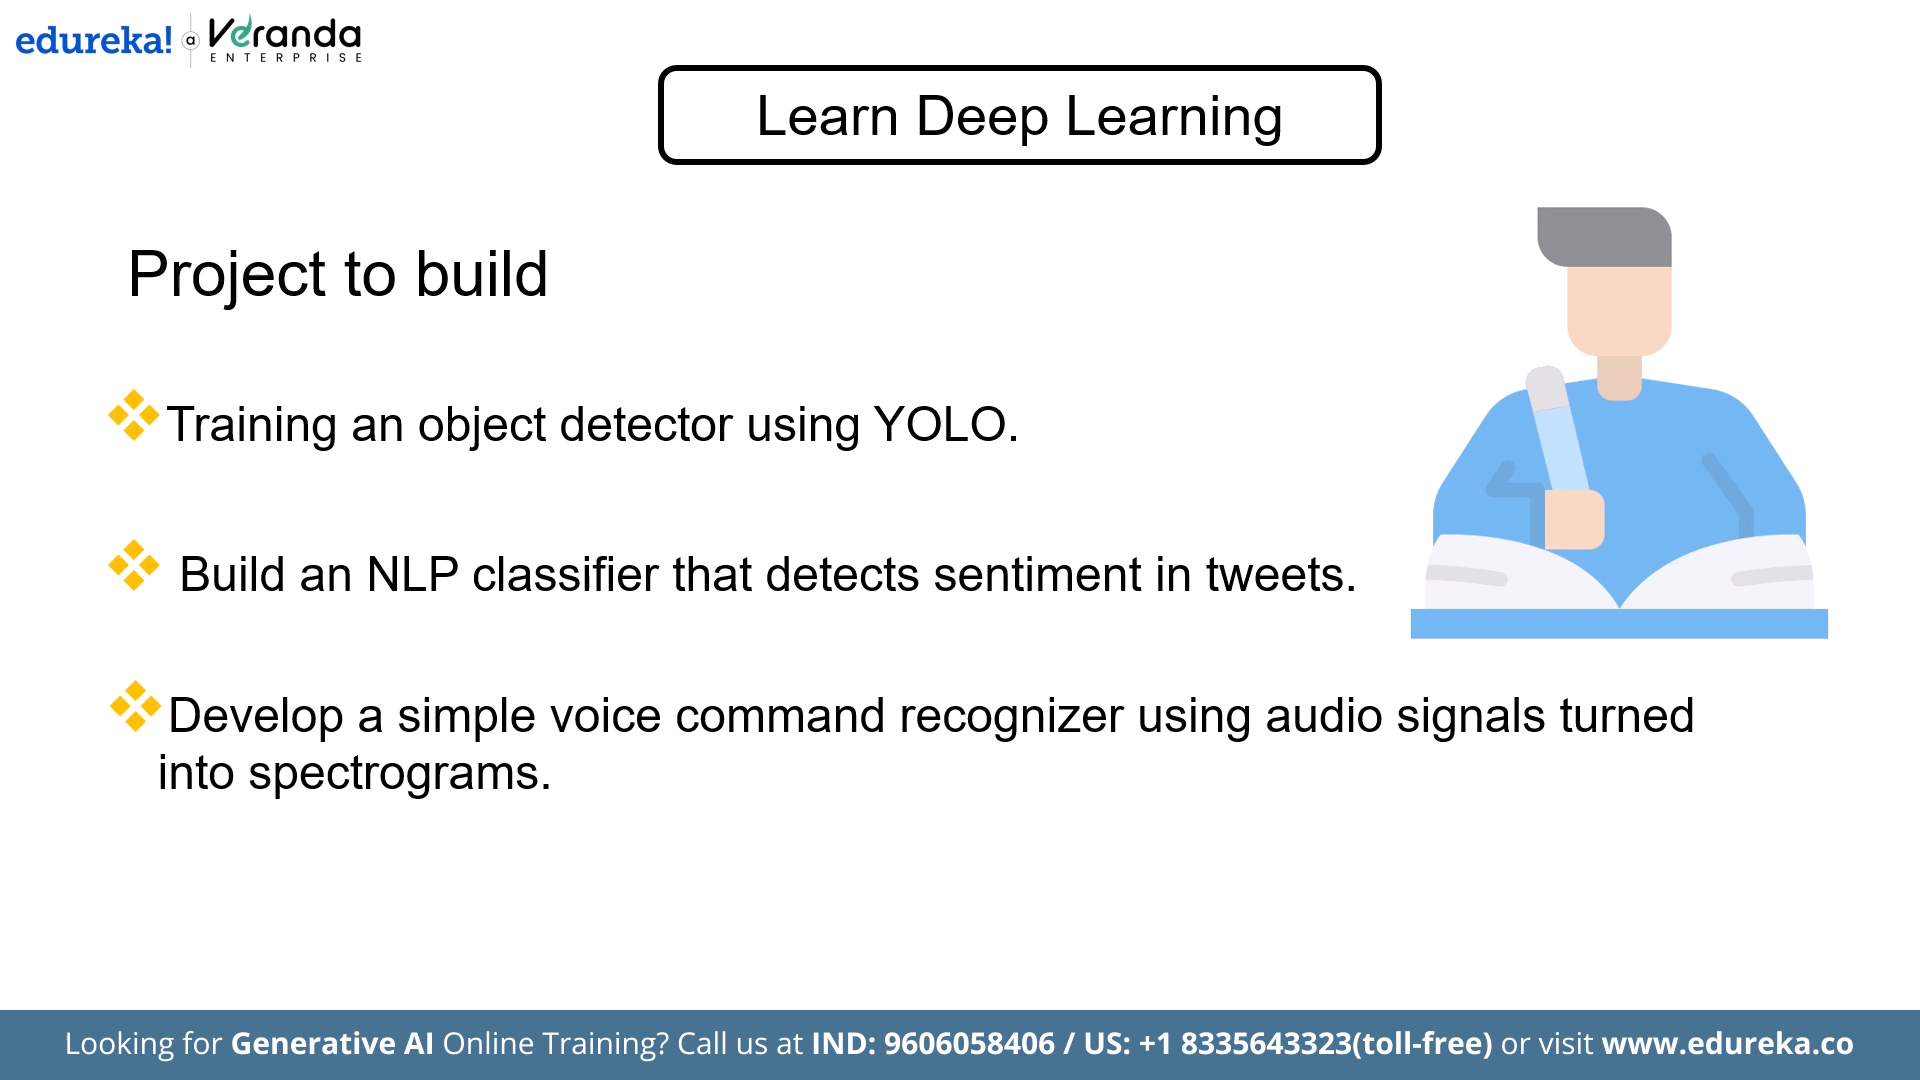 edureka! a Veranda
ENTERPRISE
Learn Deep Learning
Project to build
Training an object detector using YOLO.
Build an NLP classifier that detects sentiment in tweets.
Develop a simple voice command recognizer using audio signals turned
into spectrograms.
Looking for Generative AI Online Training? Call us at IND: 9606058406 / US: +1 8335643323(toll-free) or visit www.edureka.co